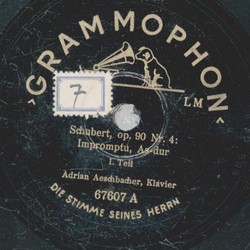 GRAMMOPHON
7
LM
Schubert, op. 90 Nr. 4:
Impromptu, As-dur
I. Teil
Adrian Aeschbacher, Klavier
67607 A
DIE STIMME SEINES HERRN